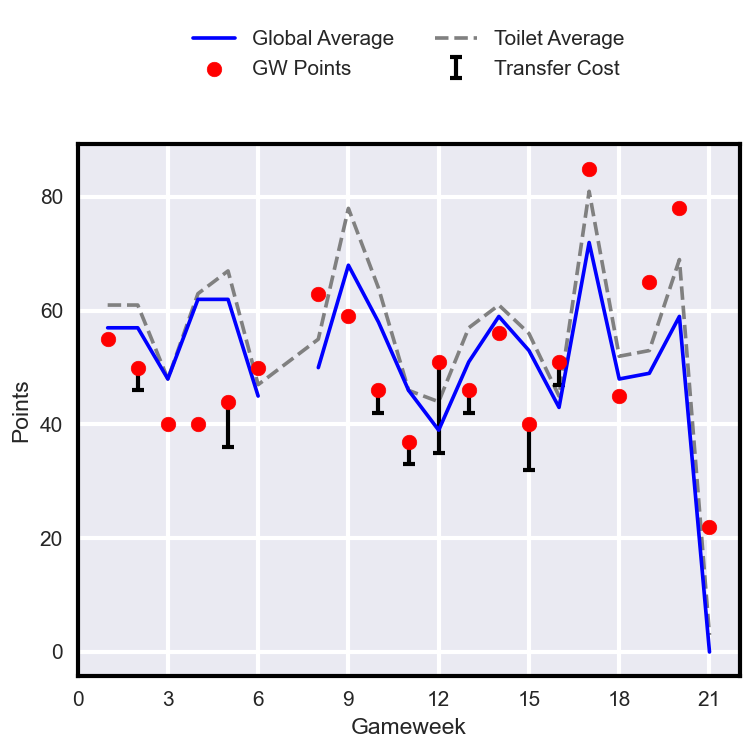 Global Average Toilet Average
GW Points Transfer Cost
80
60
40
20
0
Points
0 3 6 9 12 15 18 21
Gameweek